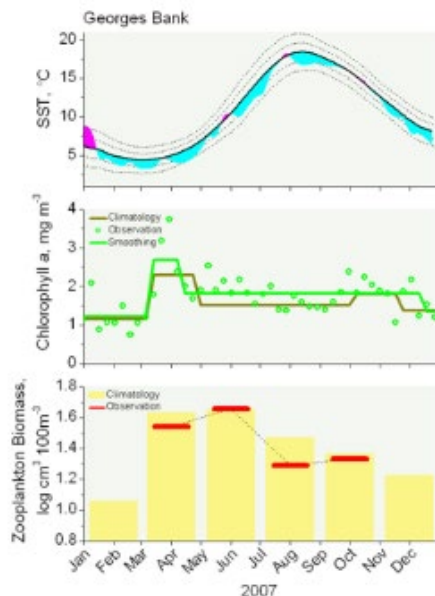 Georges Bank
SST, °C
20
15
10
5
Chlorophyll a, mg m-3
4
3
2
1
0
Climatology
Observation
Smoothing
Zooplankton Biomass,
log cm3 100m-3
1.8
1.6
1.4
1.2
1.0
0.8
Climatology
Observation
Jan Feb Mar Apr May Jun Jul Aug Sep Oct Nov Dec
2007